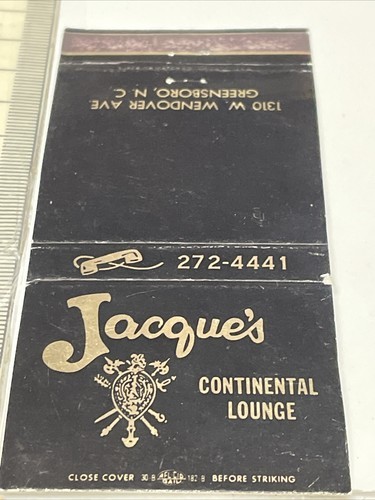 1310 W. WENDOVER AVE
GREENSBORO, N. C.
272-4441
Jacque's
CONTINENTAL
LOUNGE
CLOSE COVER BEFORE STRIKING